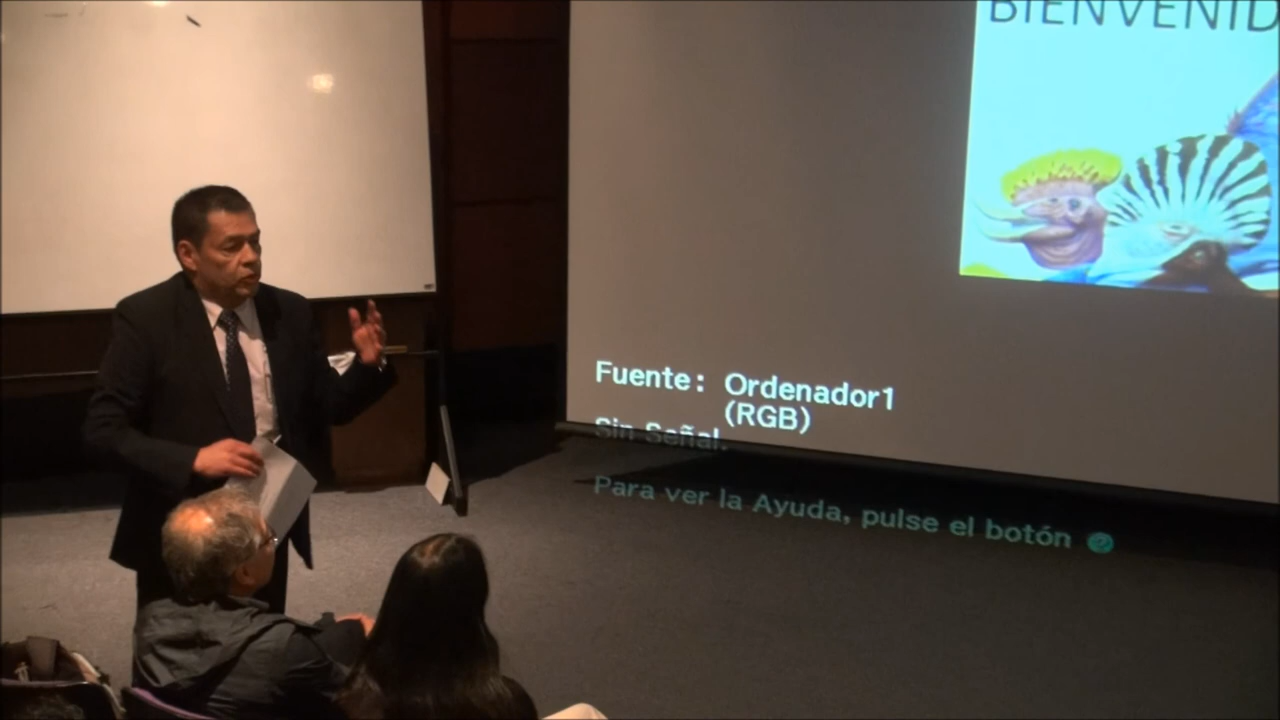 BIENVENID
Fuente: Ordenador1
(RGB)
Sin Señal.
Para ver la Ayuda, pulse el botón ?